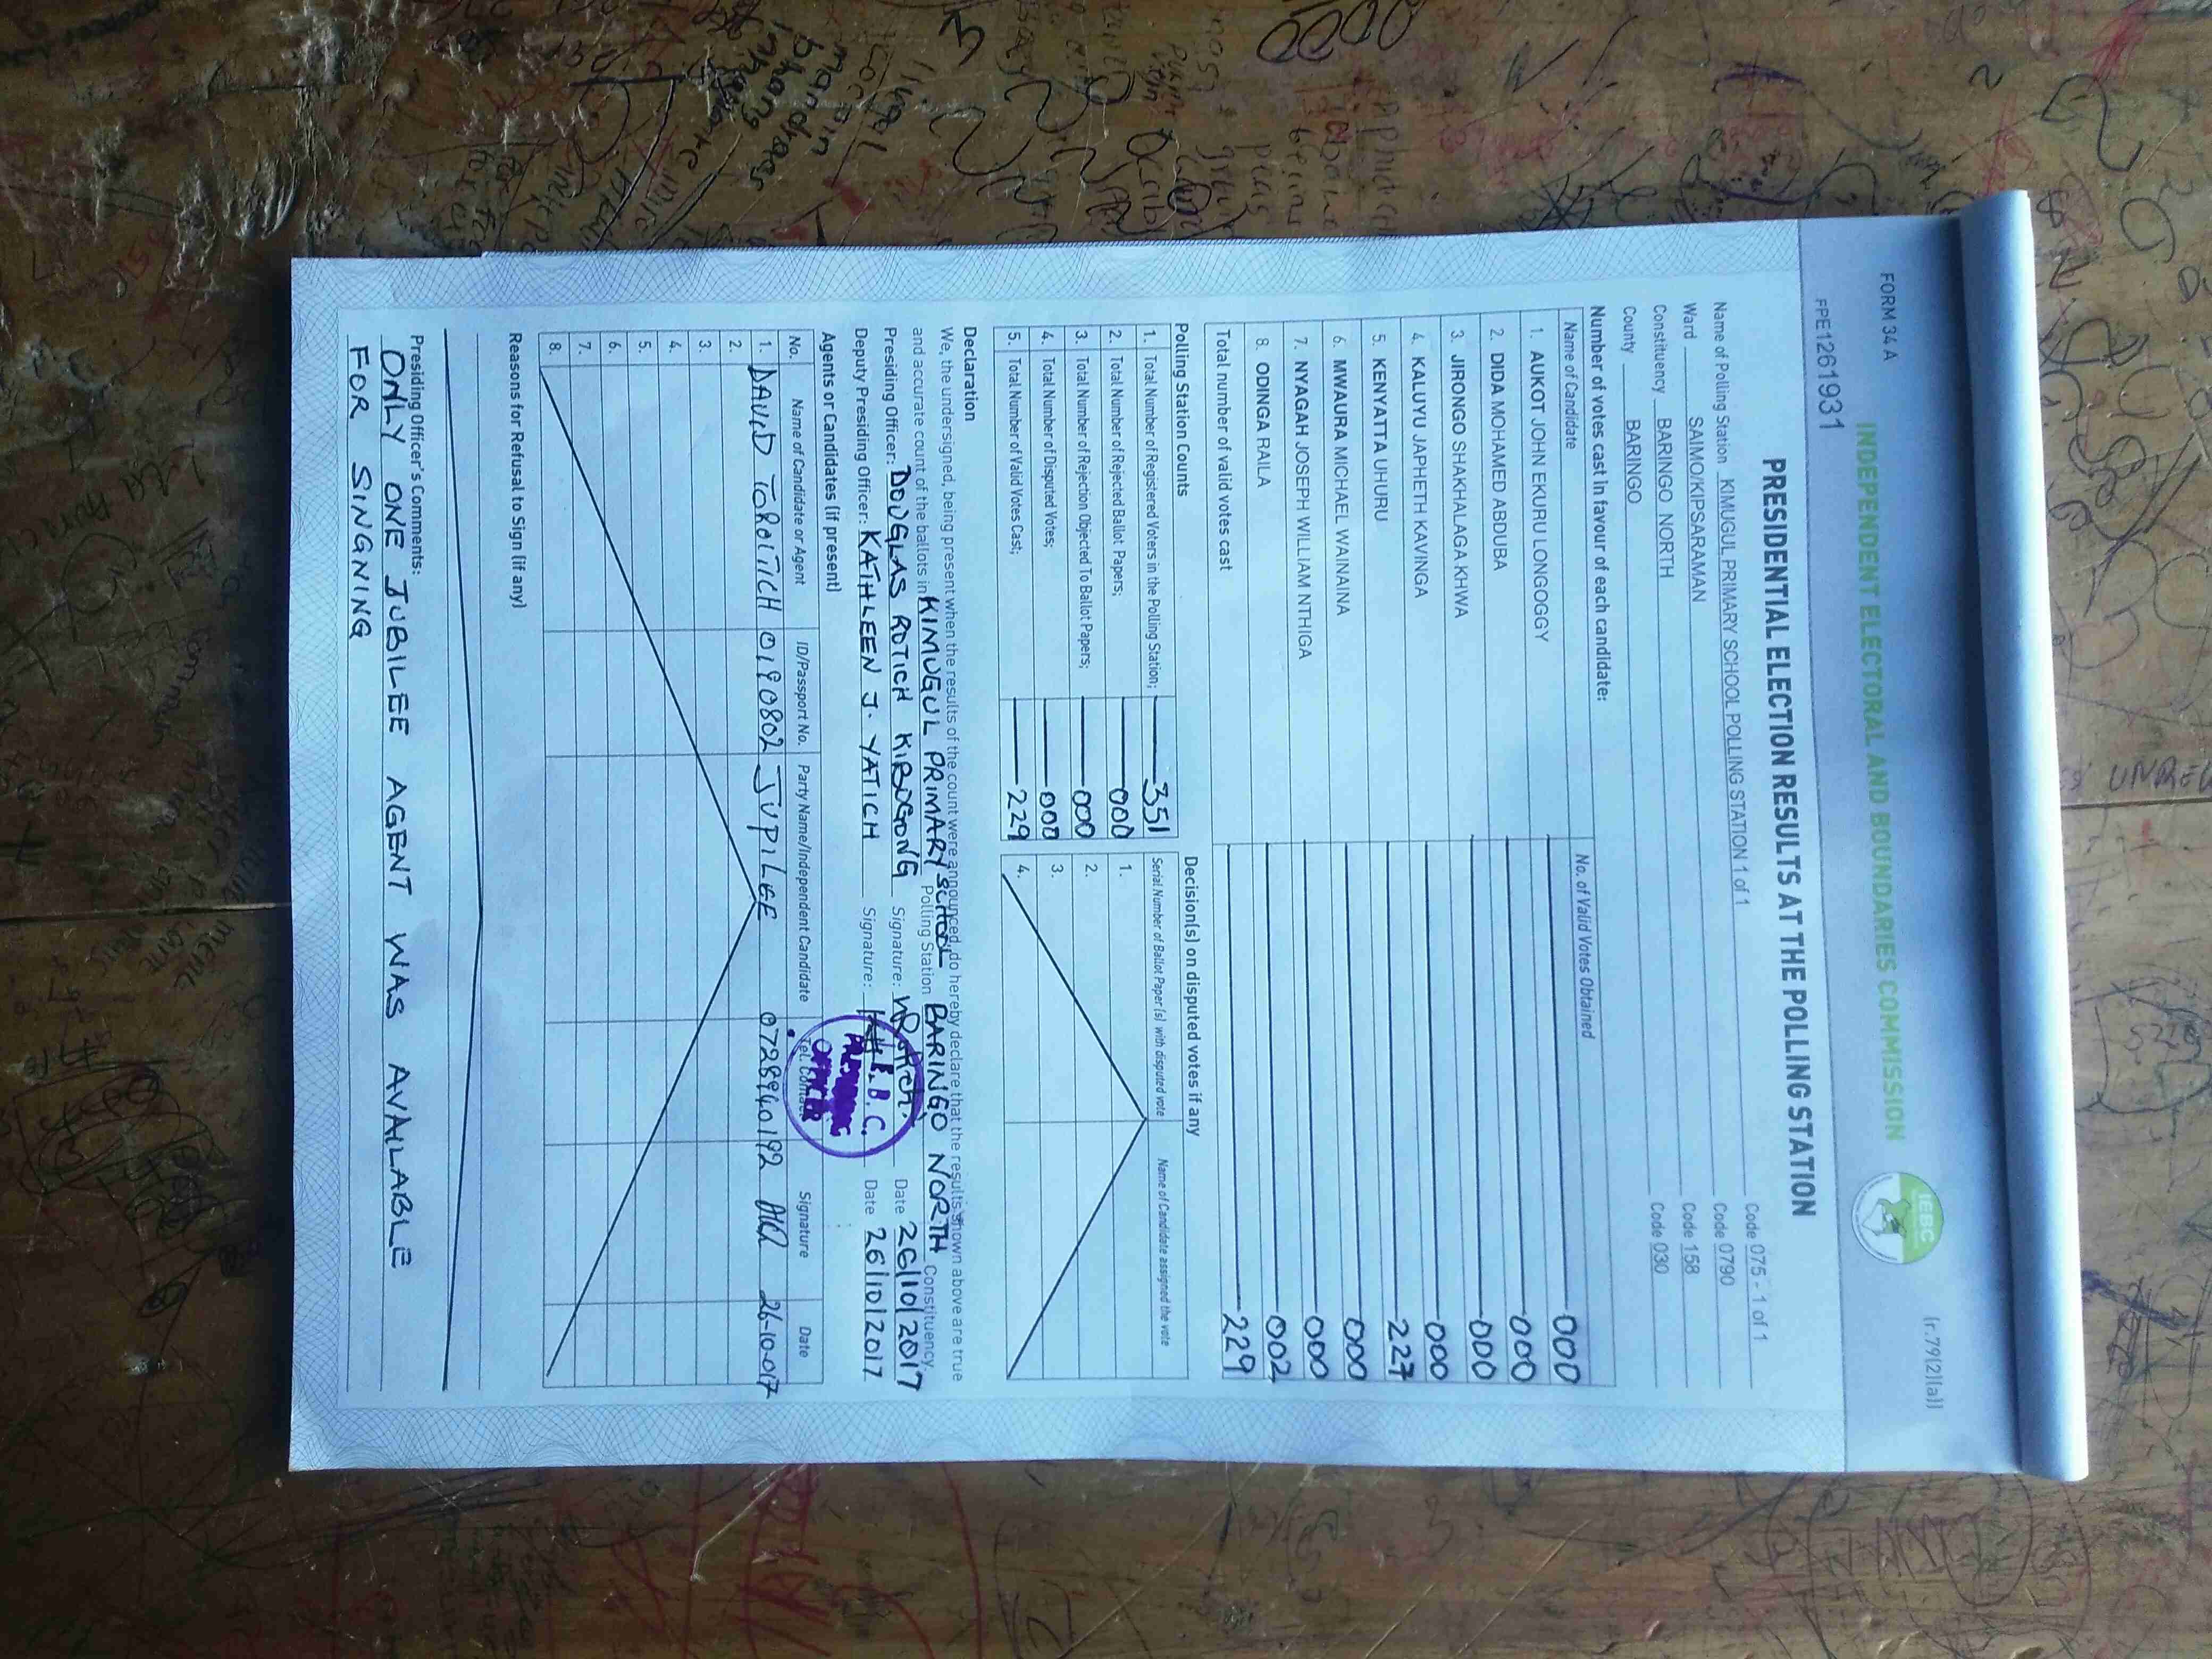 FORM 34 A
(r.79(2)(a))
INDEPENDENT ELECTORAL AND BOUNDARIES COMMISSION
IEBC
FPE1261931
PRESIDENTIAL ELECTION RESULTS AT THE POLLING STATION
Name of Polling Station KIMUGUL PRIMARY SCHOOL POLLING STATION 1 of 1 Code 075 - 1 of 1
Ward SAIMO/KIPSARAMAN Code 0790
Constituency BARINGO NORTH Code 158
County BARINGO Code 030
Number of votes cast in favour of each candidate:
Name of Candidate No. of Valid Votes Obtained
1. AUKOT JOHN EKURU LONGOGGY 000
2. DIDA MOHAMED ABDUBA 000
3. JIRONGO SHAKHALAGA KHWA 000
4. KALUYU JAPHETH KAVINGA 000
5. KENYATTA UHURU 227
6. MWAURA MICHAEL WAINAINA 000
7. NYAGAH JOSEPH WILLIAM NTHIGA 000
8. ODINGA RAILA 002
Total number of valid votes cast 229
Polling Station Counts
1. Total Number of Registered Voters in the Polling Station; 351
2. Total Number of Rejected Ballot Papers; 000
3. Total Number of Rejection Objected To Ballot Papers; 000
4. Total Number of Disputed Votes; 000
5. Total Number of Valid Votes Cast; 229
Decision(s) on disputed votes if any
Serial Number of Ballot Paper(s) with disputed vote Name of Candidate assigned the vote
1.
2.
3.
4.
Declaration
We, the undersigned, being present when the results of the count were announced, do hereby declare that the results shown above are true
and accurate count of the ballots in KIMUGUL PRIMARY SCHOOL Polling Station BARINGO NORTH Constituency.
Presiding Officer: DOUGLAS ROTICH KIBOGONG Signature: Date 26/10/2017
Deputy Presiding Officer: KATHLEEN J. YATICH Signature: Date 26/10/2017
Agents or Candidates (if present)
No. Name of Candidate or Agent ID/Passport No. Party Name/Independent Candidate Tel. Contact Signature Date
1. DAVID TOROITICH 0190802 JUPILEE 0728940192 26-10-017
2.
3.
4.
5.
6.
7.
8.
Reasons for Refusal to Sign (if any)
Presiding Officer's Comments:
ONLY ONE JUBILEE AGENT WAS AVAILABLE
FOR SINGNING